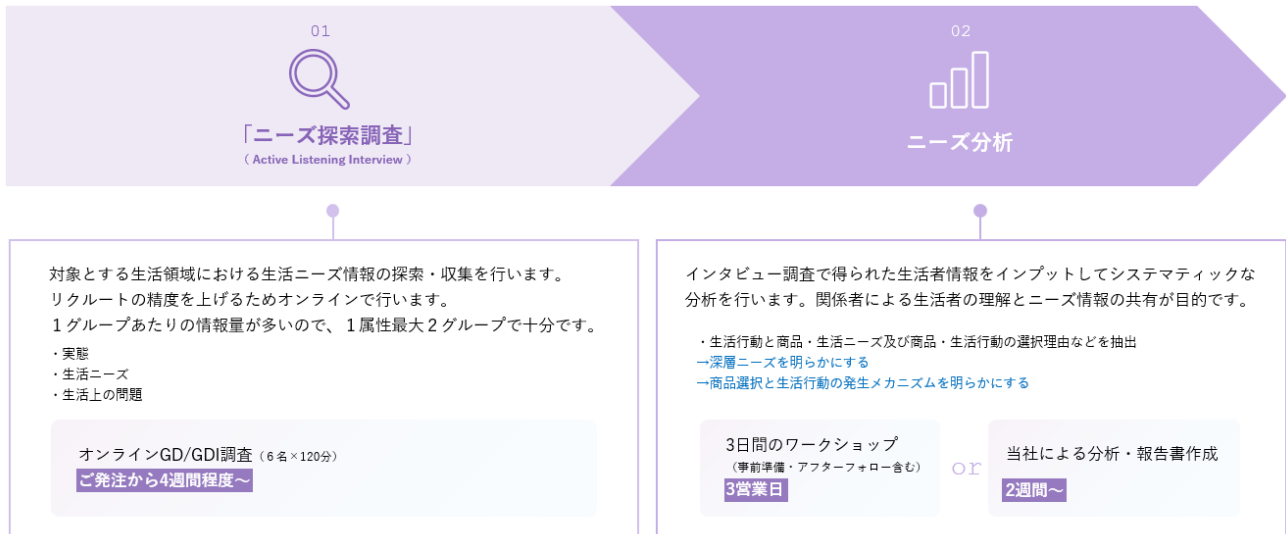 01
「ニーズ探索調査」
( Active Listening Interview )
02
ニーズ分析
対象とする生活領域における生活ニーズ情報の探索・収集を行います。
リクルートの精度を上げるためオンラインで行います。
１グループあたりの情報量が多いので、１属性最大２グループで十分です。
・実態
・生活ニーズ
・生活上の問題
オンラインGD/GDI調査（６名×120分）
ご発注から4週間程度～
インタビュー調査で得られた生活者情報をインプットしてシステマティックな
分析を行います。関係者による生活者の理解とニーズ情報の共有が目的です。
・生活行動と商品・生活ニーズ及び商品・生活行動の選択理由などを抽出
→深層ニーズを明らかにする
→商品選択と生活行動の発生メカニズムを明らかにする
3日間のワークショップ
（事前準備・アフターフォロー含む）
3営業日
or
当社による分析・報告書作成
2週間～